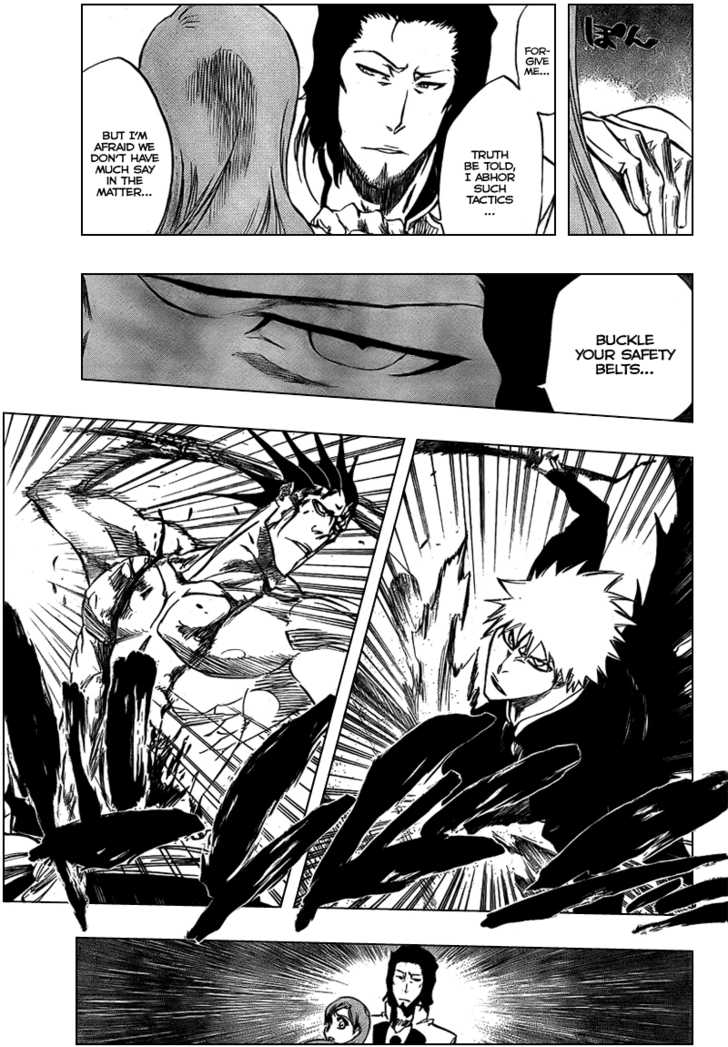 ぽん
FOR-
GIVE
ME...
TRUTH
BE TOLD,
I ABHOR
SUCH
TACTICS
...
BUT I'M
AFRAID WE
DON'T HAVE
MUCH SAY
IN THE
MATTER...
BUCKLE
YOUR SAFETY
BELTS...